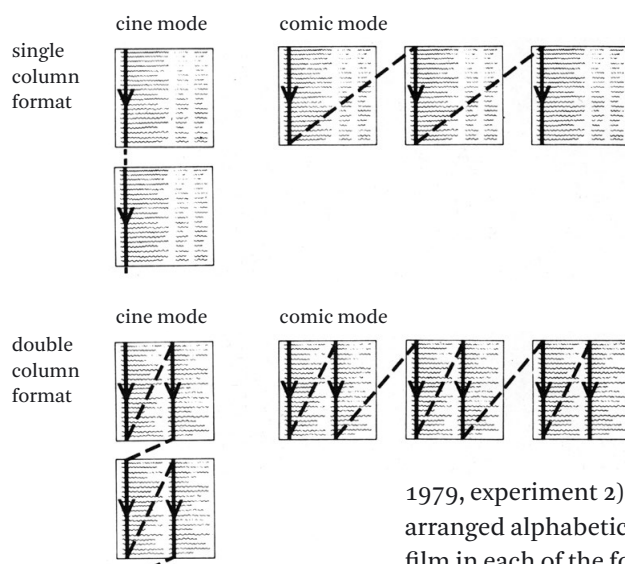 cine mode
comic mode
single
column
format
cine mode
comic mode
double
column
format
1979, experiment 2)
arranged alphabetic
film in each of the fo